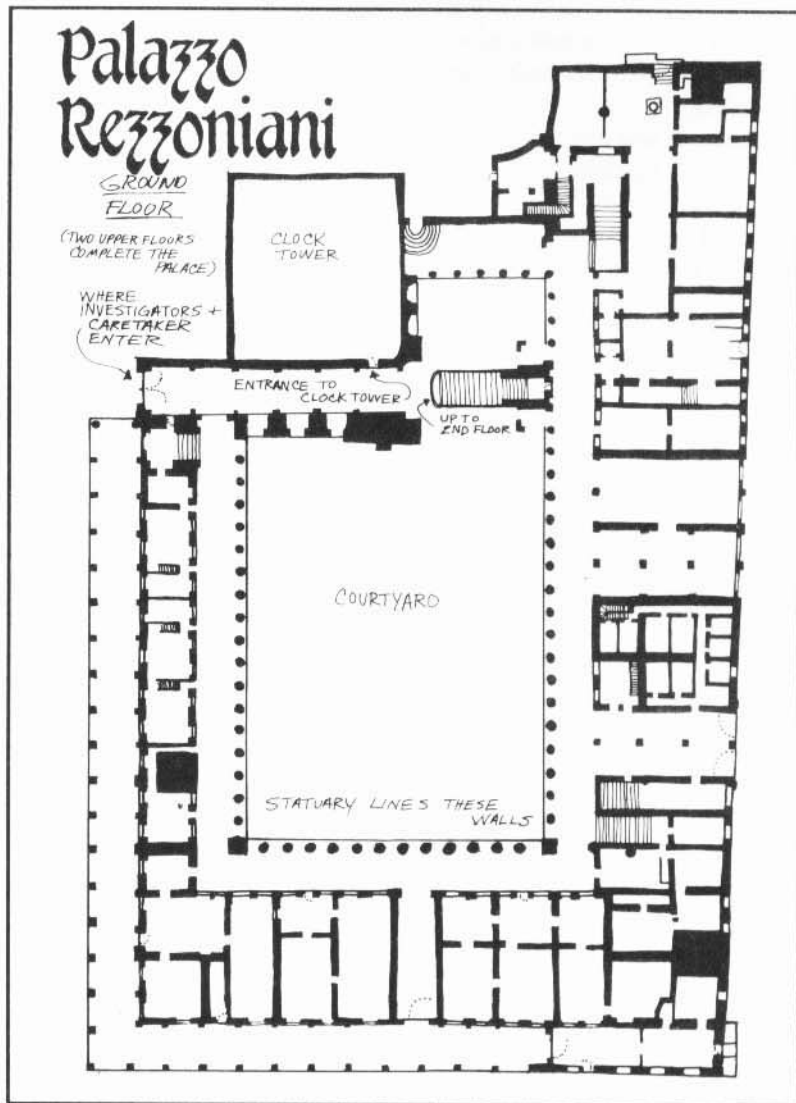 Palazzo
Rezzoniani
GROUND
FLOOR
(TWO UPPER FLOORS
COMPLETE THE
PALACE)
WHERE
INVESTIGATORS +
CARETAKER
ENTER
CLOCK
TOWER
ENTRANCE TO
CLOCK TOWER
UP TO
2ND FLOOR
COURTYARD
STATUARY LINES THESE
WALLS